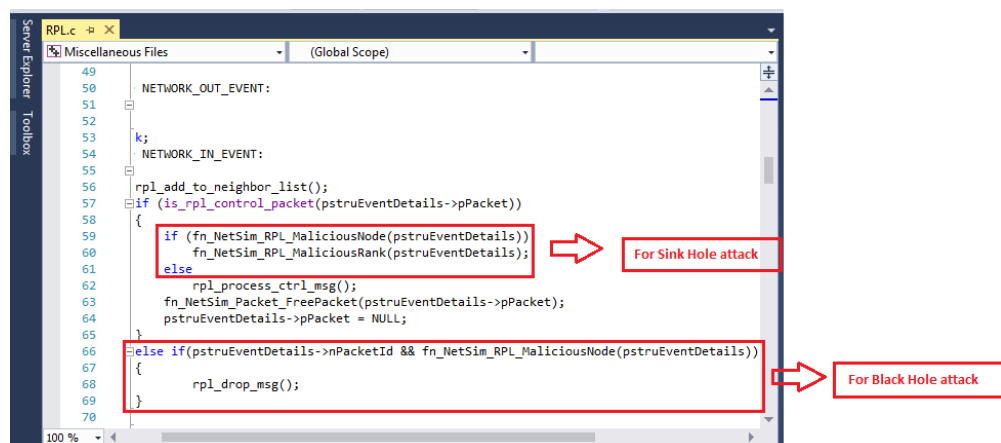 Server Explorer
Toolbox
RPL.c
Miscellaneous Files
(Global Scope)
49
50 NETWORK_OUT_EVENT:
51
52
53 k;
54 NETWORK_IN_EVENT:
55
56 rpl_add_to_neighbor_list();
57 if (is_rpl_control_packet(pstruEventDetails->pPacket))
58 {
59 if (fn_NetSim_RPL_MaliciousNode(pstruEventDetails))
60 fn_NetSim_RPL_MaliciousRank(pstruEventDetails);
61 else
62 rpl_process_ctrl_msg();
63 fn_NetSim_Packet_FreePacket(pstruEventDetails->pPacket);
64 pstruEventDetails->pPacket = NULL;
65 }
66 else if(pstruEventDetails->nPacketId && fn_NetSim_RPL_MaliciousNode(pstruEventDetails))
67 {
68 rpl_drop_msg();
69 }
70
For Sink Hole attack
For Black Hole attack
100 %